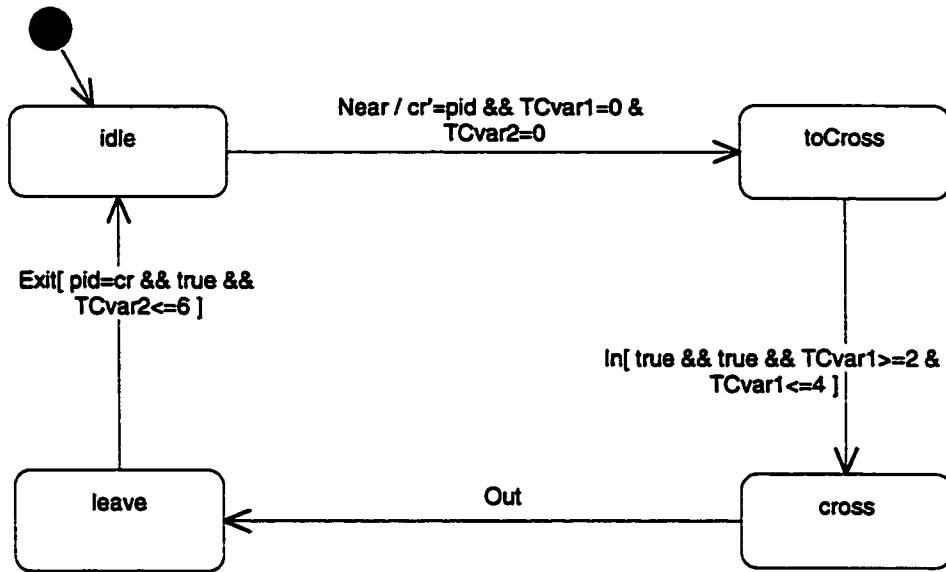 idle
Near / cr'=pid && TCvar1=0 &
TCvar2=0
toCross
Exit[ pid=cr && true &&
TCvar2<=6 ]
In[ true && true && TCvar1>=2 &
TCvar1<=4 ]
leave
Out
cross